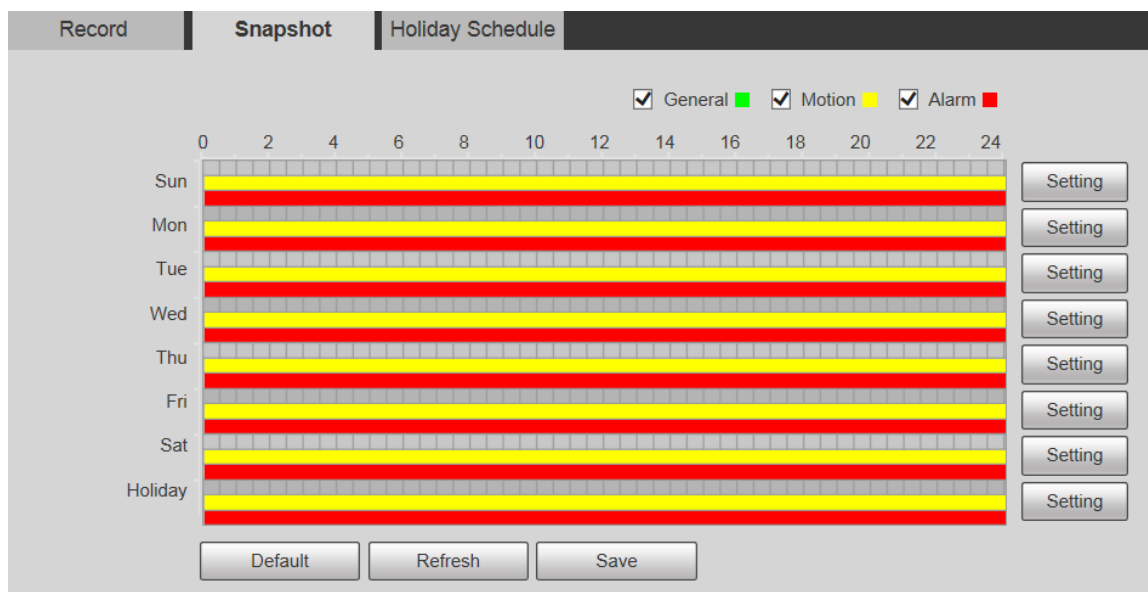 Record Snapshot Holiday Schedule
General Motion Alarm
0 2 4 6 8 10 12 14 16 18 20 22 24
Sun Setting
Mon Setting
Tue Setting
Wed Setting
Thu Setting
Fri Setting
Sat Setting
Holiday Setting
Default Refresh Save